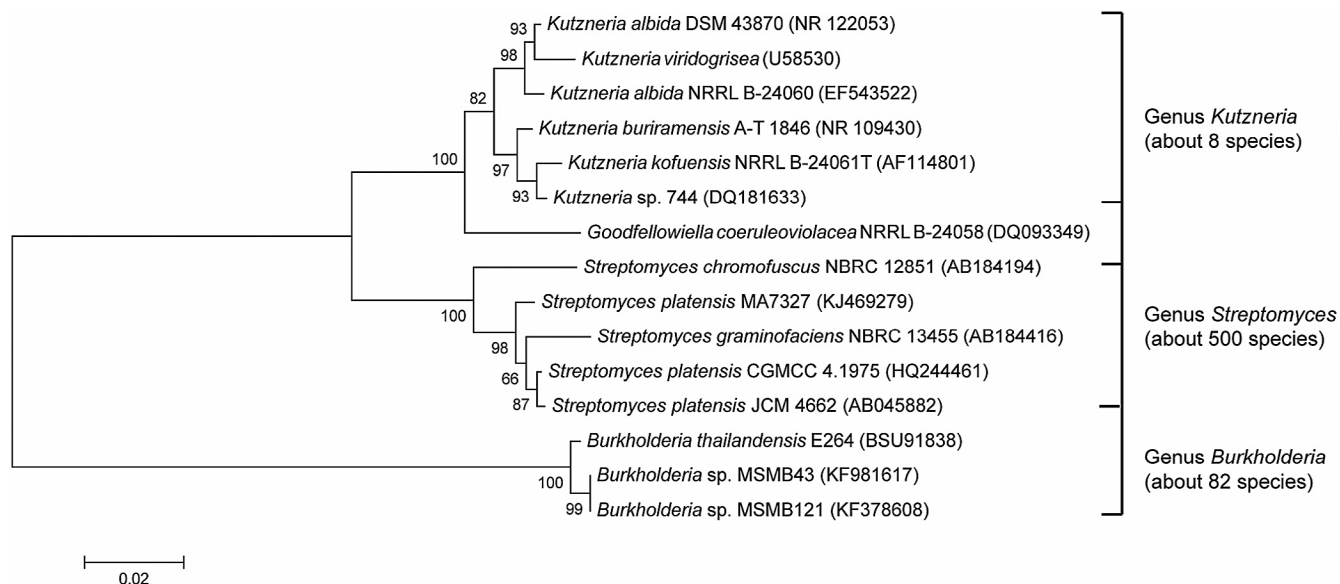 93
Kutzneria albida DSM 43870 (NR 122053)
98
Kutzneria viridogrisea (U58530)
82
Kutzneria albida NRRL B-24060 (EF543522)
Kutzneria buriramensis A-T 1846 (NR 109430)
100
97
Kutzneria kofuensis NRRL B-24061T (AF114801)
93
Kutzneria sp. 744 (DQ181633)
Goodfellowiella coeruleoviolacea NRRL B-24058 (DQ093349)
Genus Kutzneria
(about 8 species)
Streptomyces chromofuscus NBRC 12851 (AB184194)
100
Streptomyces platensis MA7327 (KJ469279)
98
Streptomyces graminofaciens NBRC 13455 (AB184416)
66
Streptomyces platensis CGMCC 4.1975 (HQ244461)
87
Streptomyces platensis JCM 4662 (AB045882)
Genus Streptomyces
(about 500 species)
Burkholderia thailandensis E264 (BSU91838)
100
Burkholderia sp. MSMB43 (KF981617)
99
Burkholderia sp. MSMB121 (KF378608)
Genus Burkholderia
(about 82 species)
0.02